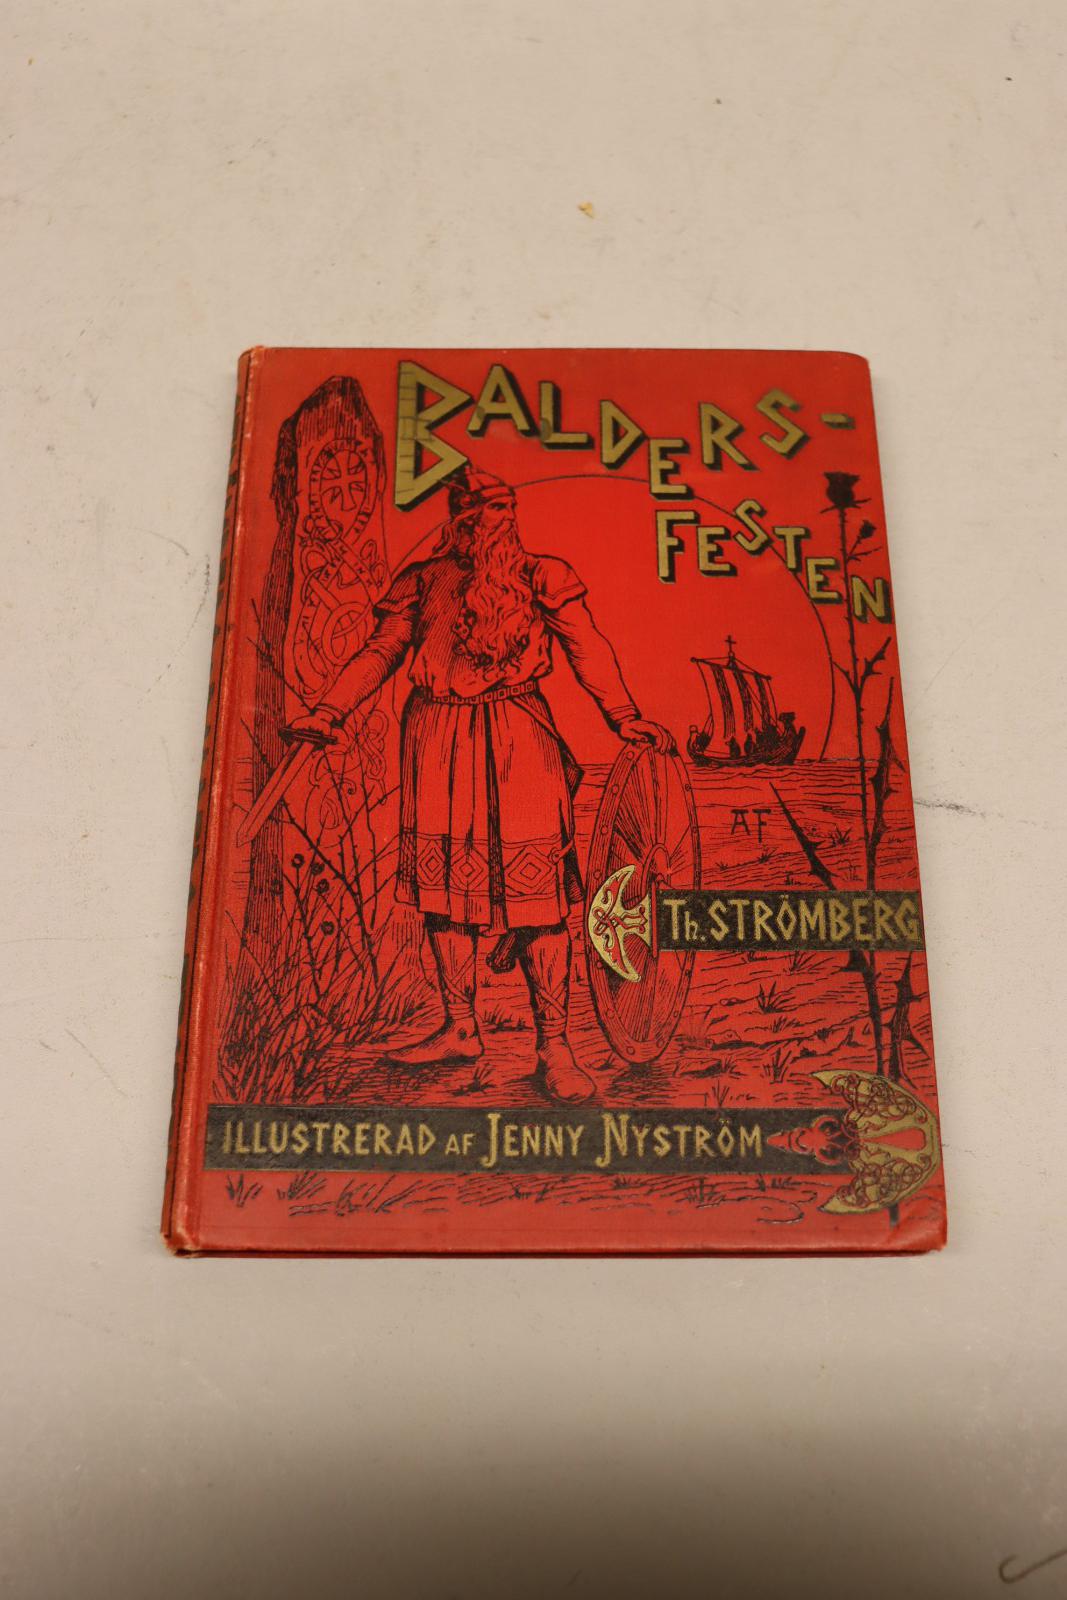 BALDERS-
FESTEN
AF
Th. STRÖMBERG
ILLUSTRERAD AF JENNY NYSTRÖM